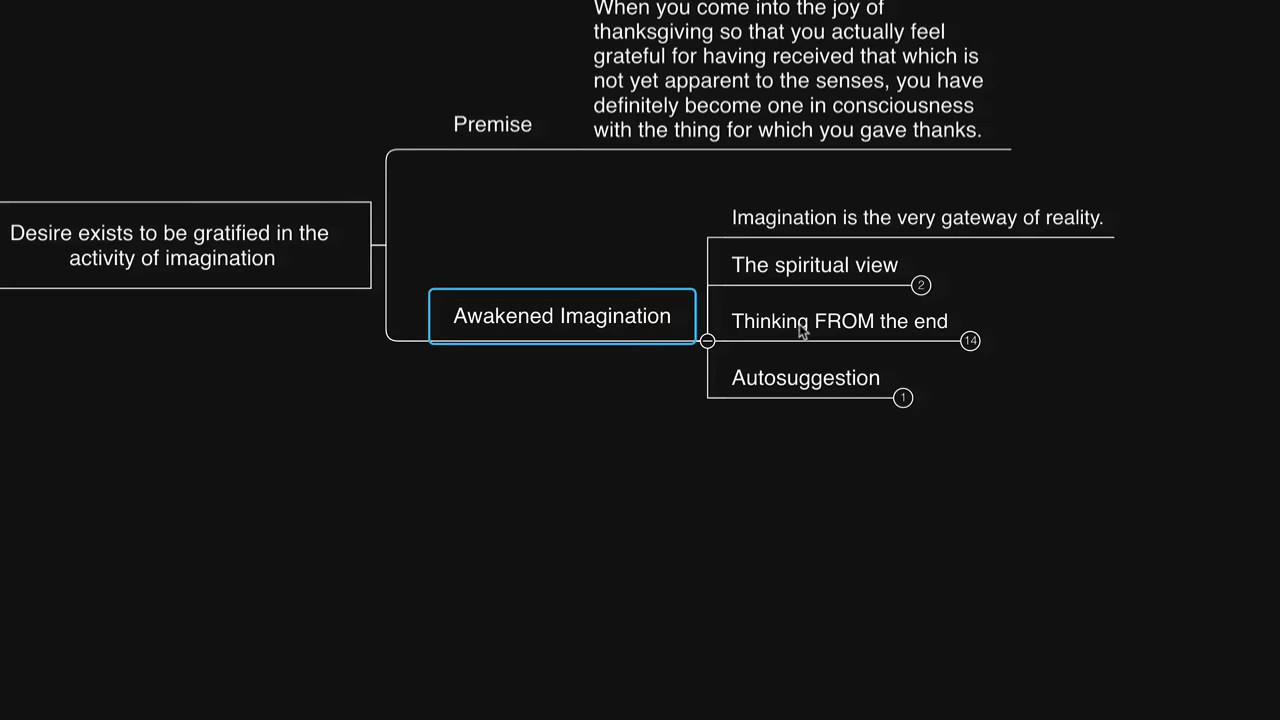 When you come into the joy of
thanksgiving so that you actually feel
grateful for having received that which is
not yet apparent to the senses, you have
definitely become one in consciousness
with the thing for which you gave thanks.
Premise
Desire exists to be gratified in the
activity of imagination
Awakened Imagination
Imagination is the very gateway of reality.
The spiritual view
2
Thinking FROM the end
14
Autosuggestion
1